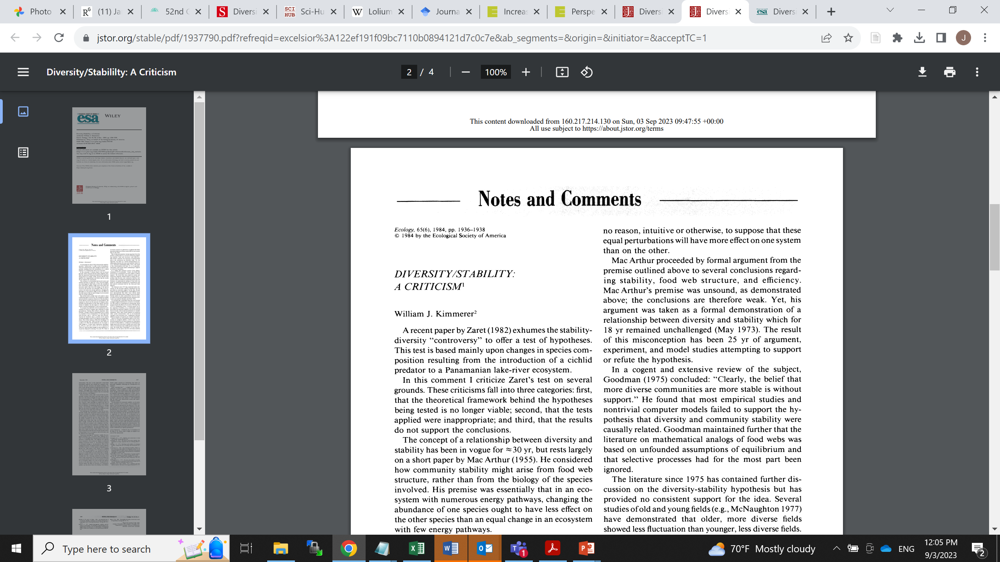 Photo
(11) Ja
52nd C
Diversi
Sci-Hu
Lolium
Journa
Increas
Perspe
Divers
Divers
Divers
jstor.org/stable/pdf/1937790.pdf?refreqid=excelsior%3A122ef191f09bc7110b0894121d7c0c7e&ab_segments=&origin=&initiator=&acceptTC=1
J
Diversity/Stabililty: A Criticism
2 / 4
100%
esa WILEY
JSTOR
1
Notes and Comments
2
3
This content downloaded from 160.217.214.130 on Sun, 03 Sep 2023 09:47:55 +00:00
All use subject to https://about.jstor.org/terms
Notes and Comments
Ecology, 65(6), 1984, pp. 1936–1938
© 1984 by the Ecological Society of America
DIVERSITY/STABILITY:
A CRITICISM¹
William J. Kimmerer²
A recent paper by Zaret (1982) exhumes the stability-
diversity “controversy” to offer a test of hypotheses.
This test is based mainly upon changes in species com-
position resulting from the introduction of a cichlid
predator to a Panamanian lake-river ecosystem.
In this comment I criticize Zaret’s test on several
grounds. These criticisms fall into three categories: first,
that the theoretical framework behind the hypotheses
being tested is no longer viable; second, that the tests
applied were inappropriate; and third, that the results
do not support the conclusions.
The concept of a relationship between diversity and
stability has been in vogue for ≈30 yr, but rests largely
on a short paper by Mac Arthur (1955). He considered
how community stability might arise from food web
structure, rather than from the biology of the species
involved. His premise was essentially that in an eco-
system with numerous energy pathways, changing the
abundance of one species ought to have less effect on
the other species than an equal change in an ecosystem
with few energy pathways.
no reason, intuitive or otherwise, to suppose that these
equal perturbations will have more effect on one system
than on the other.
Mac Arthur proceeded by formal argument from the
premise outlined above to several conclusions regard-
ing stability, food web structure, and efficiency.
Mac Arthur’s premise was unsound, as demonstrated
above; the conclusions are therefore weak. Yet, his
argument was taken as a formal demonstration of a
relationship between diversity and stability which for
18 yr remained unchallenged (May 1973). The result
of this misconception has been 25 yr of argument,
experiment, and model studies attempting to support
or refute the hypothesis.
In a cogent and extensive review of the subject,
Goodman (1975) concluded: “Clearly, the belief that
more diverse communities are more stable is without
support.” He found that most empirical studies and
nontrivial computer models failed to support the hy-
pothesis that diversity and community stability were
causally related. Goodman maintained further that the
literature on mathematical analogs of food webs was
based on unfounded assumptions of equilibrium and
that selective processes had for the most part been
ignored.
The literature since 1975 has contained further dis-
cussion on the diversity-stability hypothesis but has
provided no consistent support for the idea. Several
studies of old and young fields (e.g., McNaughton 1977)
have demonstrated that older, more diverse fields
showed less fluctuation than younger, less diverse fields.
Type here to search
1
70°F Mostly cloudy
ENG
12:05 PM
9/3/2023
2